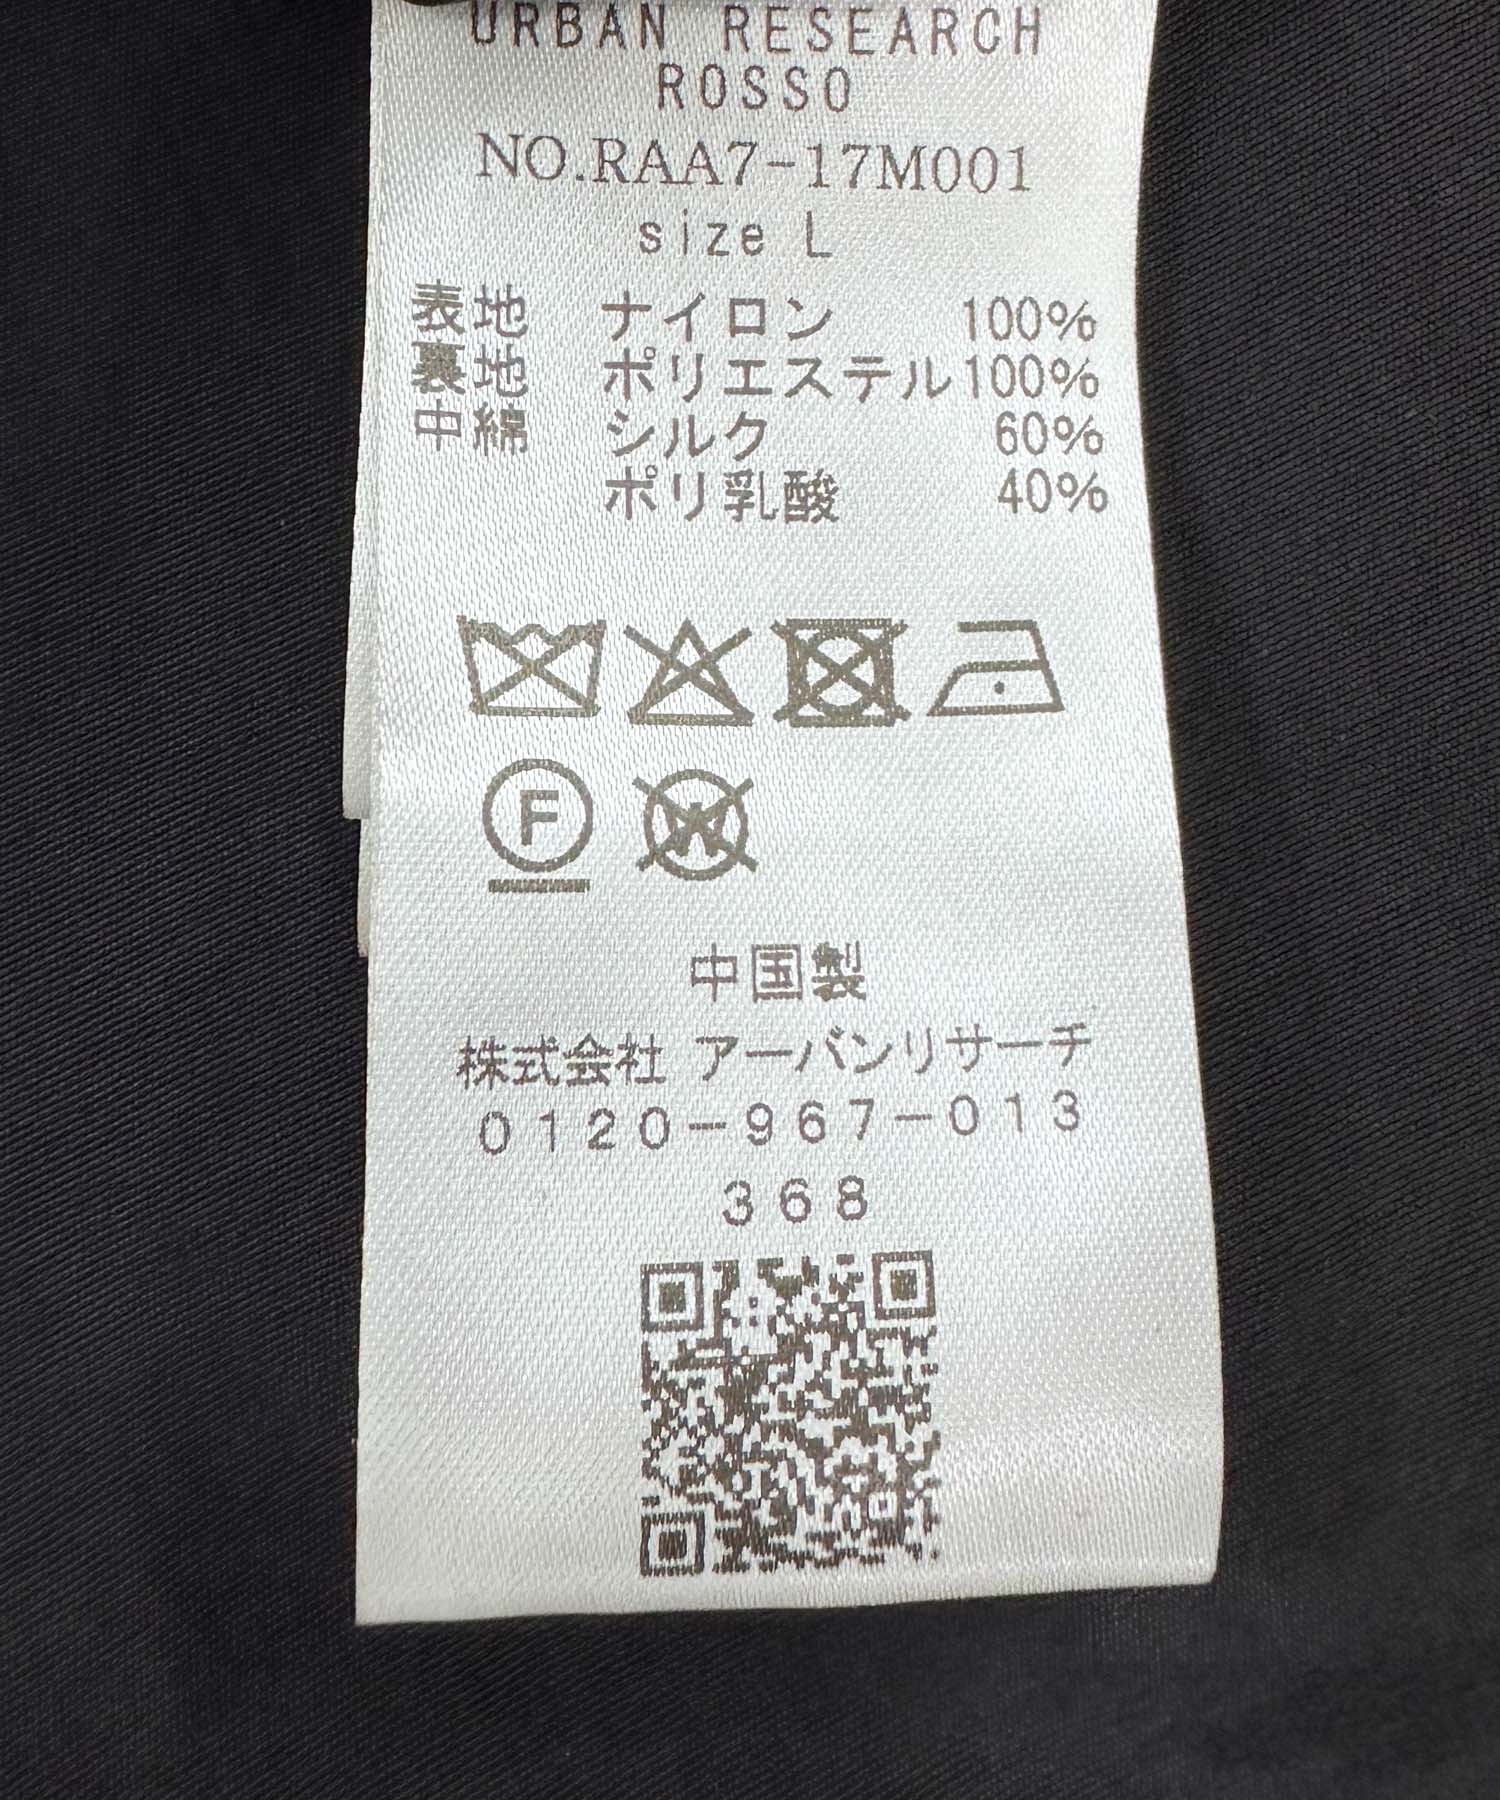 URBAN RESEARCH
ROSSO
NO.RAA7-17M001
size L
表地 ナイロン 100%
裏地 ポリエステル100%
中綿 シルク 60%
ポリ乳酸 40%
F W
中国製
株式会社 アーバンリサーチ
0120-967-013
368